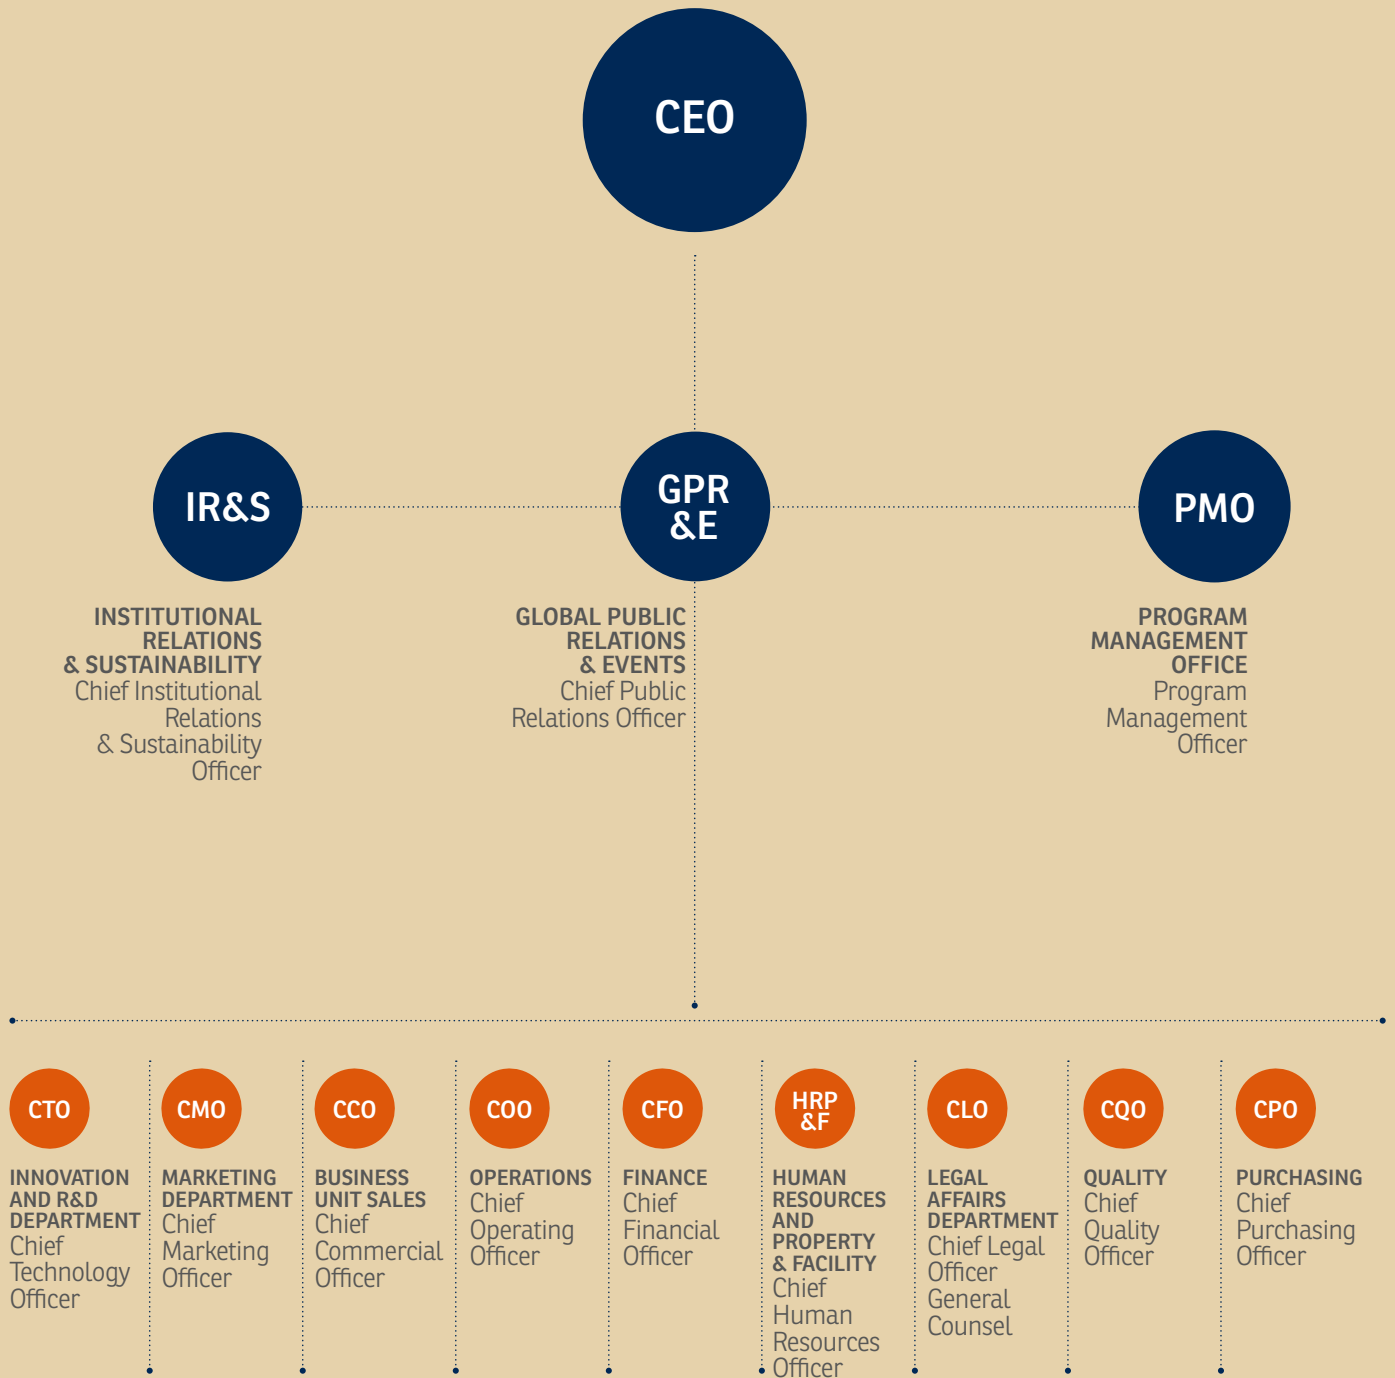 CEO
IR&S
GPR
&E
PMO
INSTITUTIONAL
RELATIONS
& SUSTAINABILITY
Chief Institutional
Relations
& Sustainability
Officer
GLOBAL PUBLIC
RELATIONS
& EVENTS
Chief Public
Relations Officer
PROGRAM
MANAGEMENT
OFFICE
Program
Management
Officer
CTO
INNOVATION
AND R&D
DEPARTMENT
Chief
Technology
Officer
CMO
MARKETING
DEPARTMENT
Chief
Marketing
Officer
CCO
BUSINESS
UNIT SALES
Chief
Commercial
Officer
COO
OPERATIONS
Chief
Operating
Officer
CFO
FINANCE
Chief
Financial
Officer
HRP
&F
HUMAN
RESOURCES
AND
PROPERTY
& FACILITY
Chief
Human
Resources
Officer
CLO
LEGAL
AFFAIRS
DEPARTMENT
Chief Legal
Officer
General
Counsel
CQO
QUALITY
Chief
Quality
Officer
CPO
PURCHASING
Chief
Purchasing
Officer